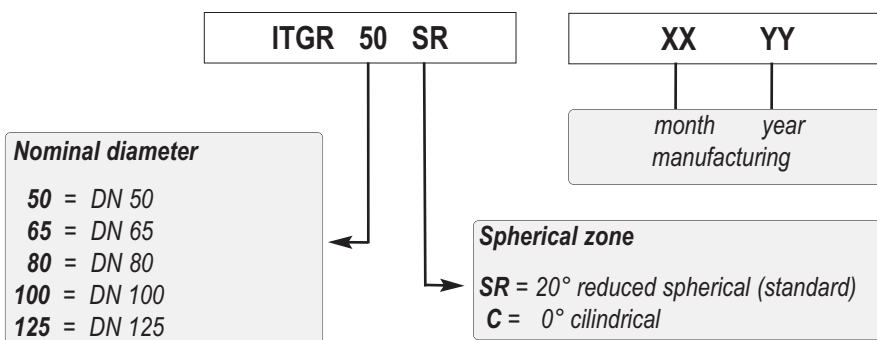 ITGR 50 SR
XX YY
month year
manufacturing
Nominal diameter
50 = DN 50
65 = DN 65
80 = DN 80
100 = DN 100
125 = DN 125
Spherical zone
SR = 20° reduced spherical (standard)
C = 0° cilindrical